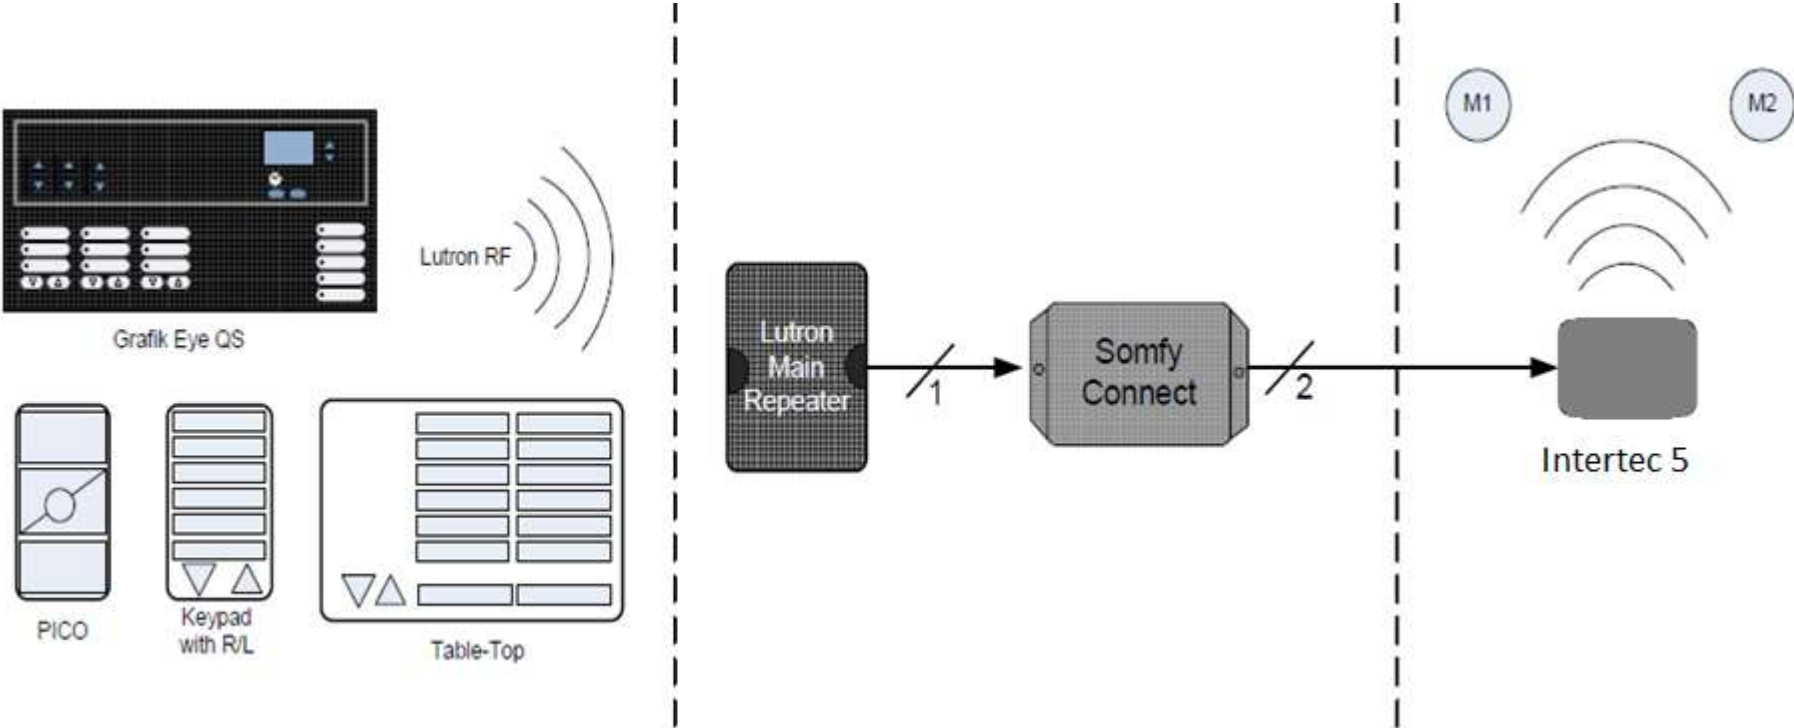 Lutron RF
Grafik Eye QS
PICO
Keypad
with R/L
Table-Top
Lutron
Main
Repeater
1
Somfy
Connect
2
M1
M2
Intertec 5